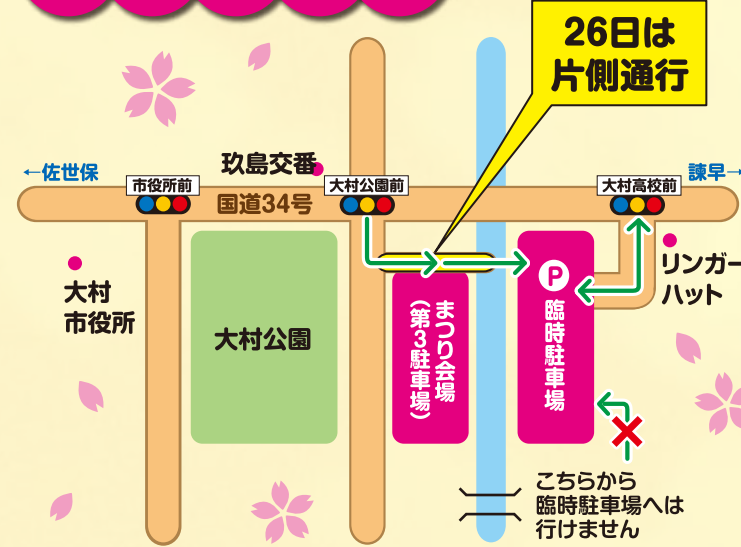 26日は
片側通行
←佐世保
市役所前
玖島交番
国道34号
大村公園前
大村高校前
諫早→
大村
市役所
大村公園
まつり会場
(第3駐車場)
P
臨時駐車場
リンガー
ハット
こちらから
臨時駐車場へは
行けません